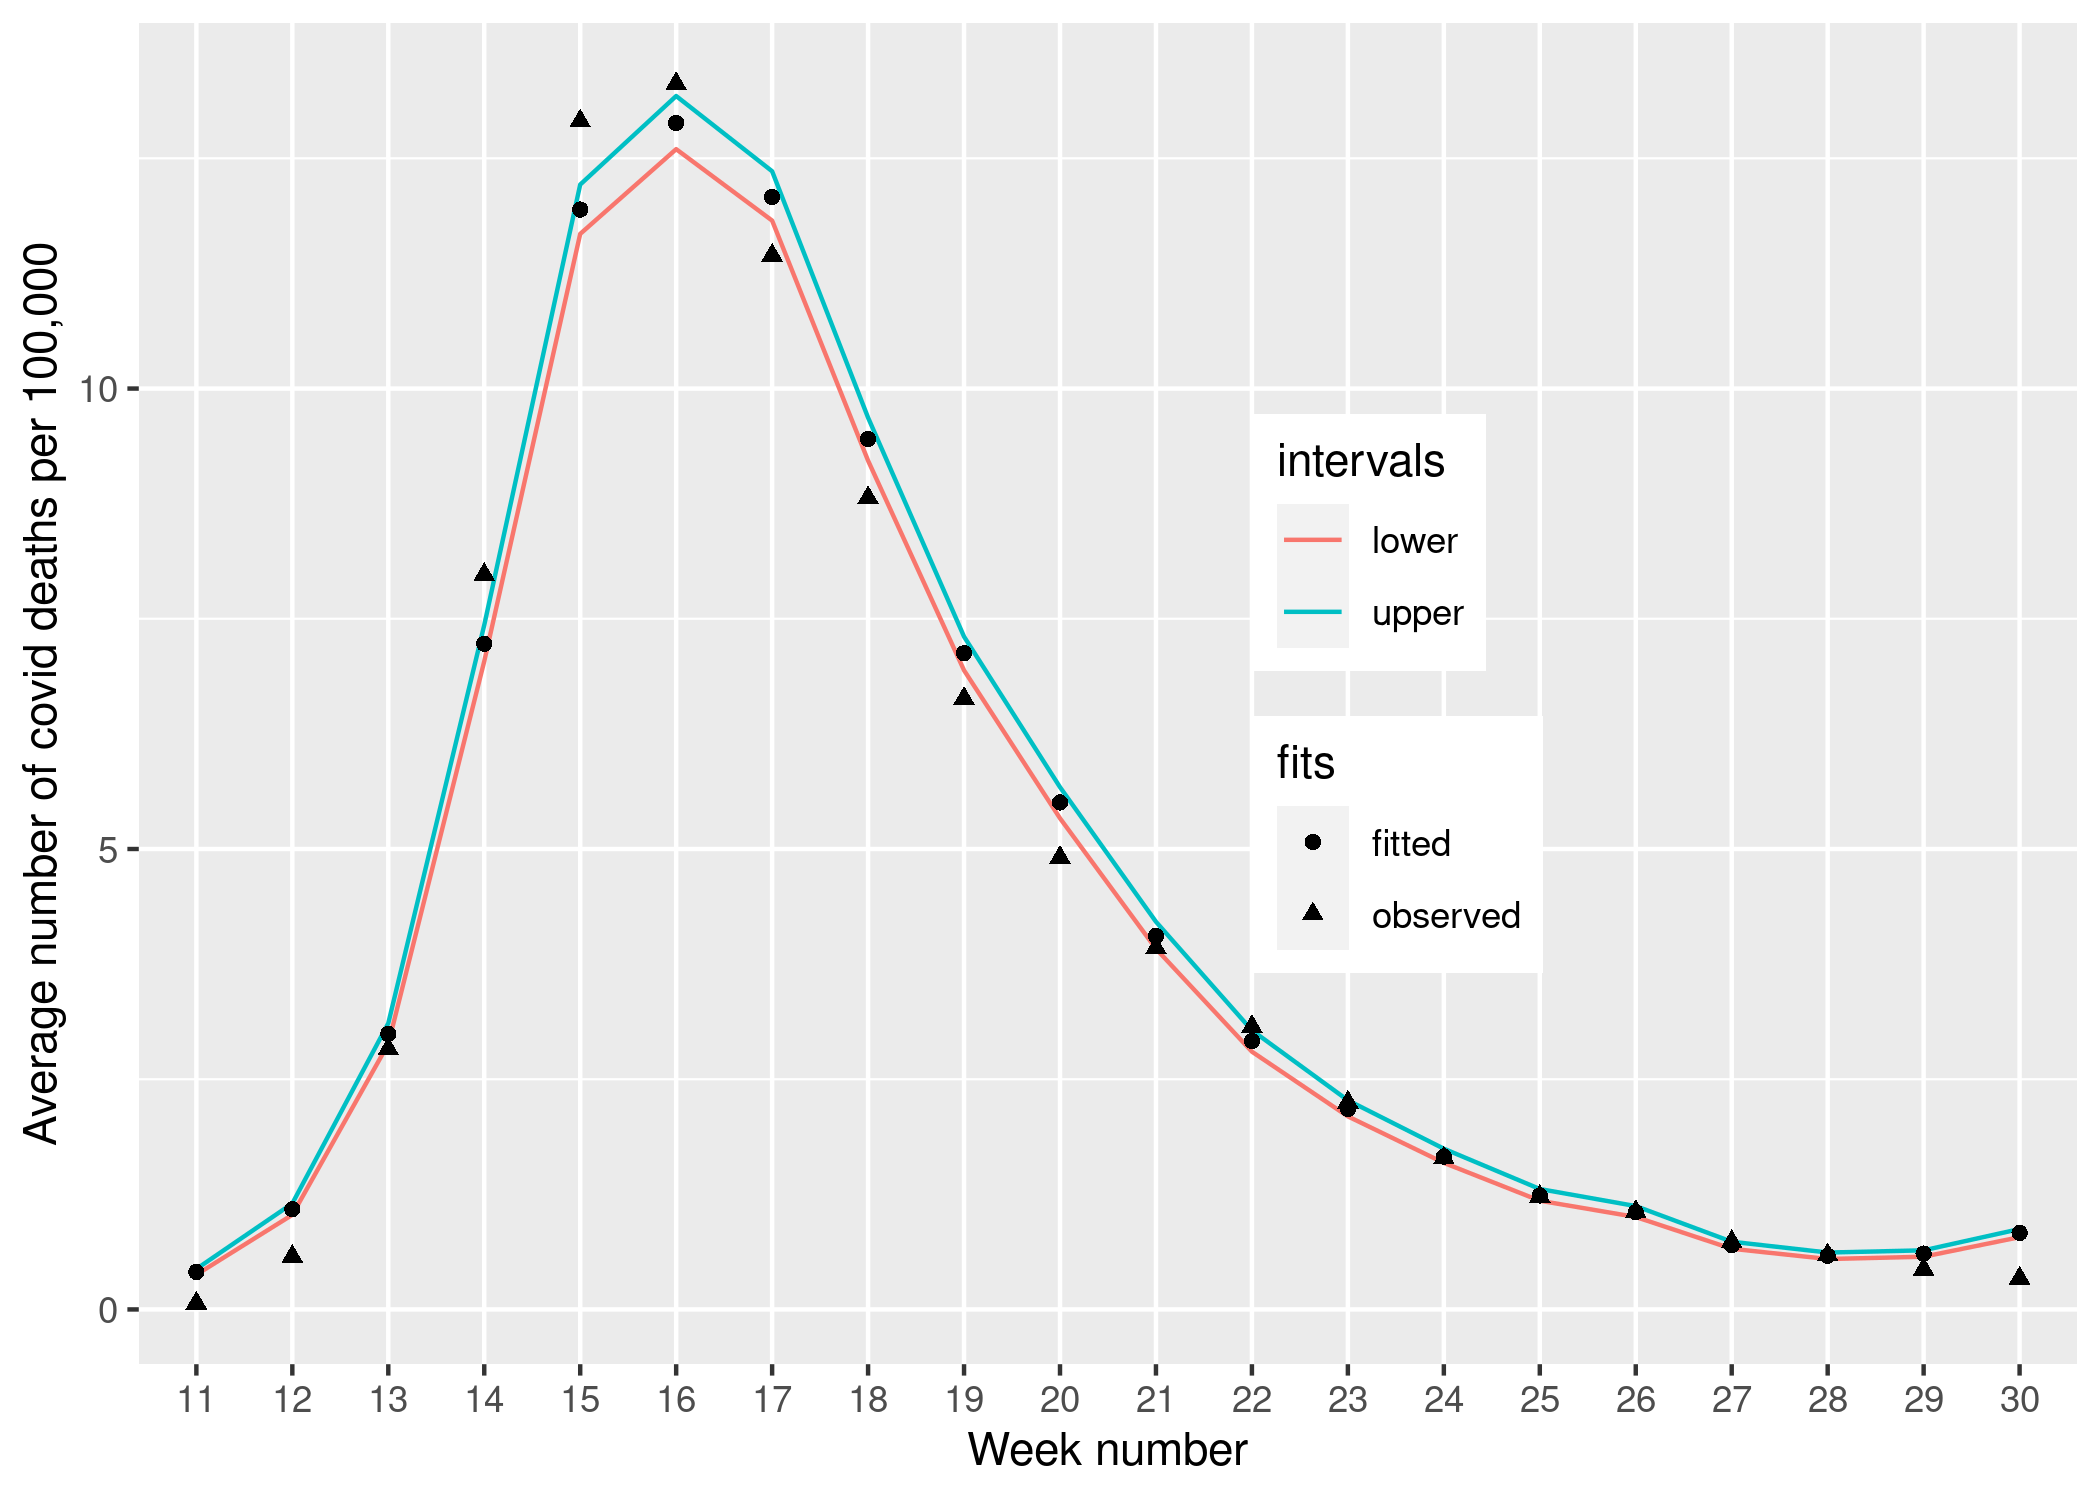 Average number of covid deaths per 100,000
10
5
0
intervals
lower
upper
fits
fitted
observed
11 12 13 14 15 16 17 18 19 20 21 22 23 24 25 26 27 28 29 30
Week number